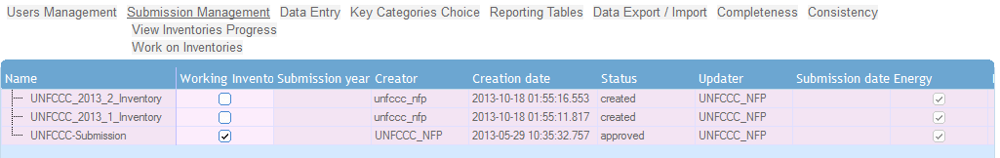 Users Management Submission Management Data Entry Key Categories Choice Reporting Tables Data Export / Import Completeness Consistency
View Inventories Progress
Work on Inventories
Name Working Invento Submission year Creator Creation date Status Updater Submission date Energy
UNFCCC_2013_2_Inventory unfccc_nfp 2013-10-18 01:55:16.553 created UNFCCC_NFP
UNFCCC_2013_1_Inventory unfccc_nfp 2013-10-18 01:55:11.817 created UNFCCC_NFP
UNFCCC-Submission UNFCCC_NFP 2013-05-29 10:35:32.757 approved UNFCCC_NFP